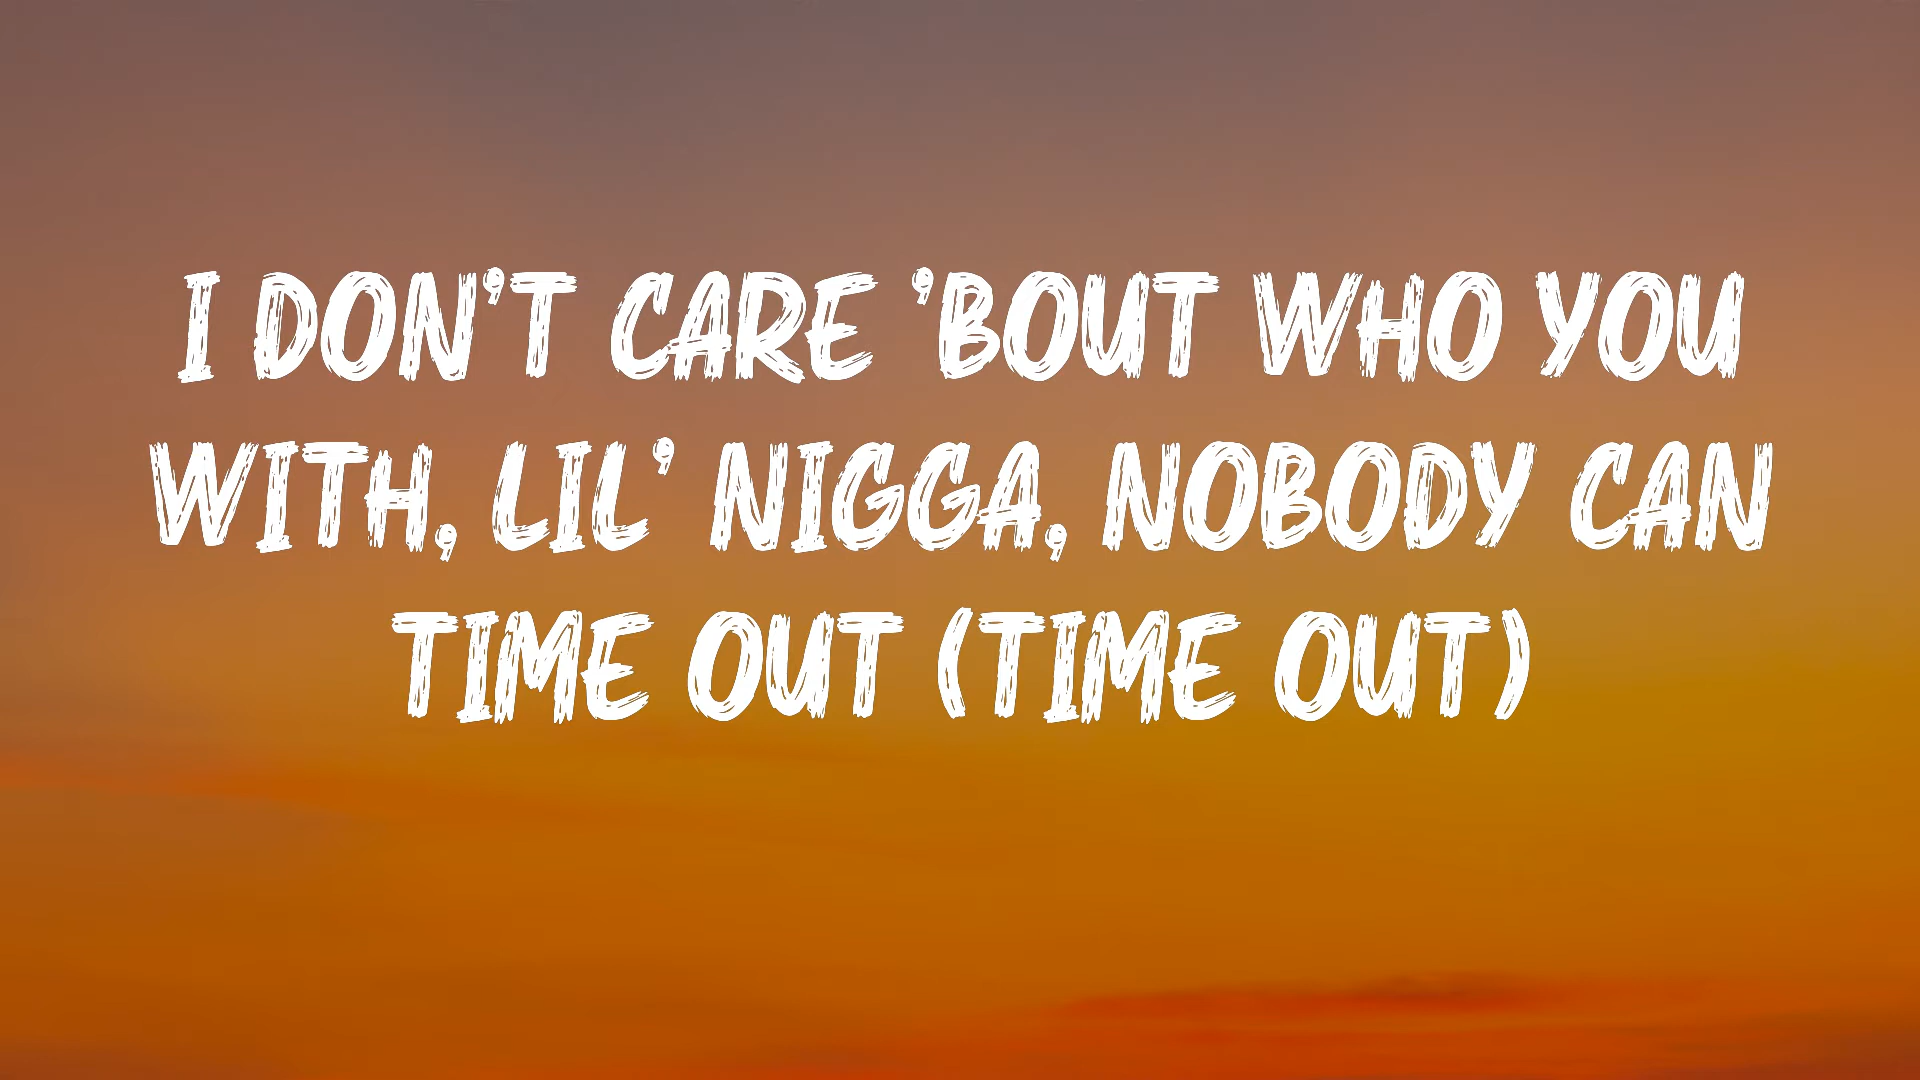 I DON'T CARE 'BOUT WHO YOU
WITH, LIL' NIGGA, NOBODY CAN
TIME OUT (TIME OUT)